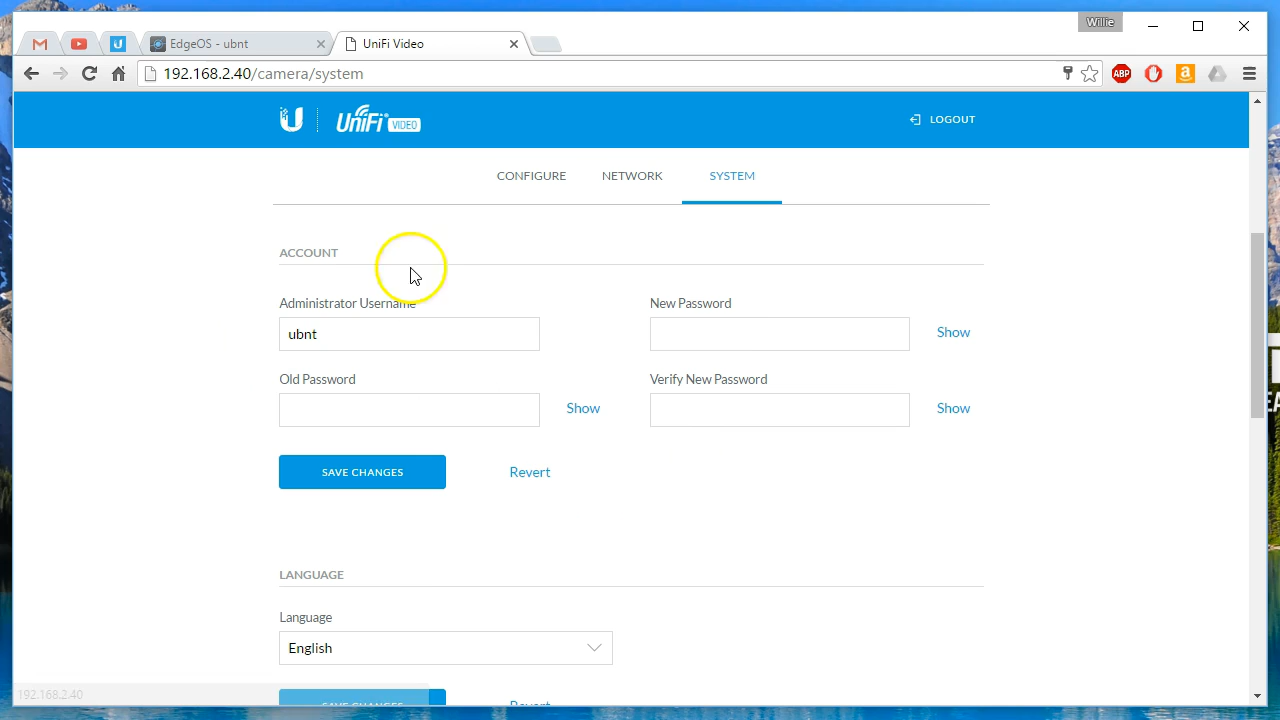 Willie
EdgeOS - ubnt
UniFi Video
192.168.2.40/camera/system
ABP
UniFi VIDEO
LOGOUT
CONFIGURE NETWORK SYSTEM
ACCOUNT
Administrator Username New Password
ubnt Show
Old Password Verify New Password
Show Show
SAVE CHANGES Revert
LANGUAGE
Language
English
192.168.2.40
SAVE CHANGES Revert